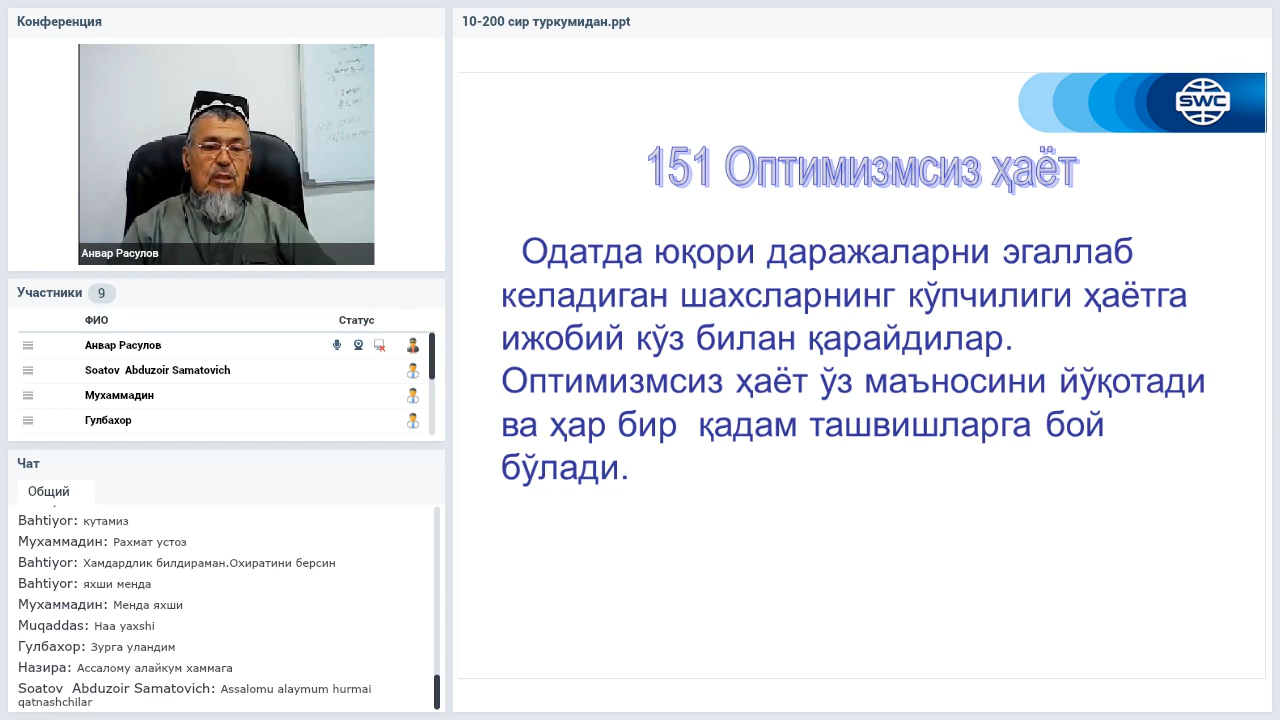 Конференция
Анвар Расулов
Участники 9
ФИО Статус
Анвар Расулов
Soatov Abduzoir Samatovich
Мухаммадин
Гулбахор
Чат
Общий
Bahtiyor: кутамиз
Мухаммадин: Рахмат устоз
Bahtiyor: Хамдардлик билдираман.Охиратини берсин
Bahtiyor: яхши менда
Мухаммадин: Менда яхши
Muqaddas: Haa yaxshi
Гулбахор: Зурга уландим
Назира: Ассалому алайкум хаммага
Soatov Abduzoir Samatovich: Assalomu alaymum hurmai
qatnashchilar
10-200 сир туркумидан.ppt
SWC
151 Оптимизмсиз ҳаёт
Одатда юқори даражаларни эгаллаб
келадиган шахсларнинг кўпчилиги ҳаётга
ижобий кўз билан қарайдилар.
Оптимизмсиз ҳаёт ўз маъносини йўқотади
ва ҳар бир қадам ташвишларга бой
бўлади.